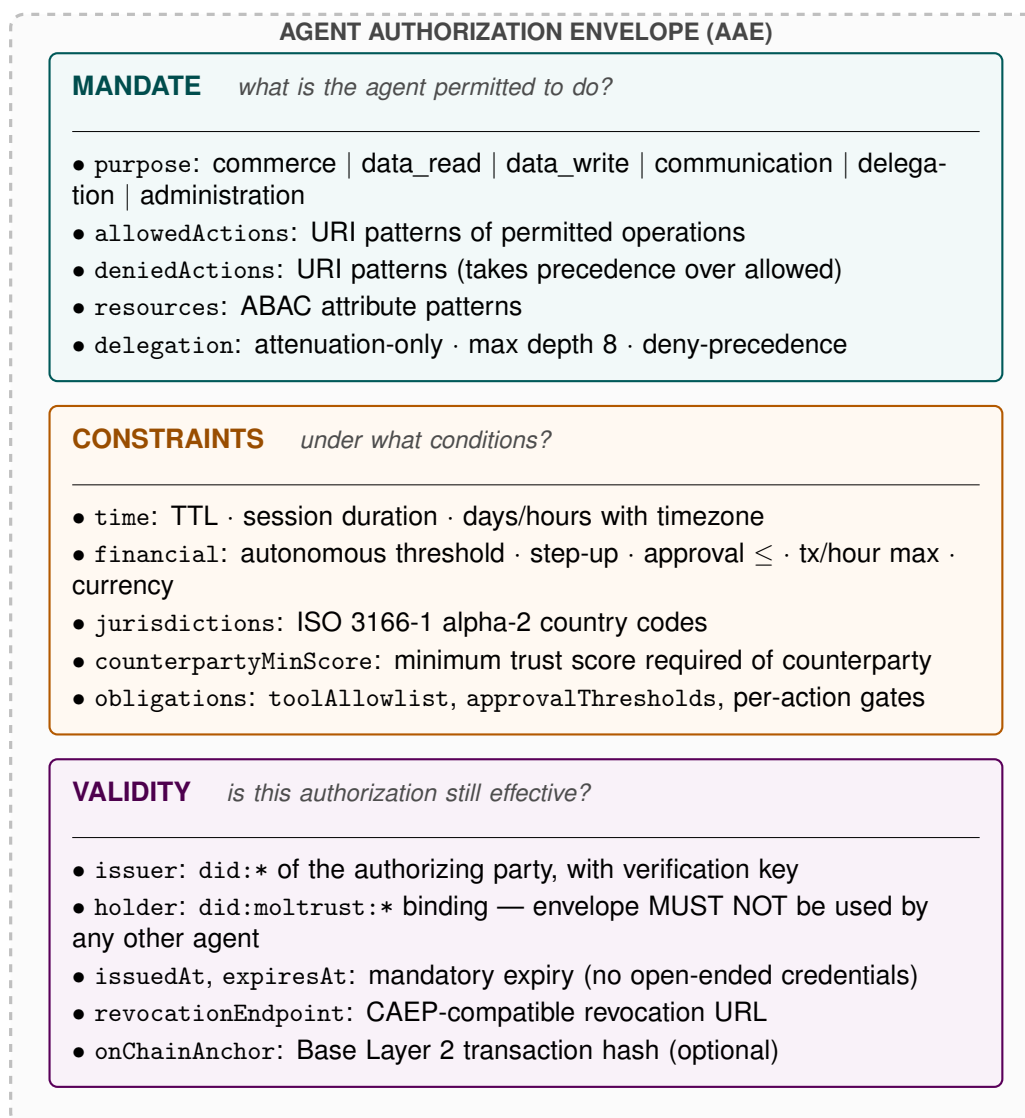 AGENT AUTHORIZATION ENVELOPE (AAE)
MANDATE what is the agent permitted to do?
• purpose: commerce | data_read | data_write | communication | delega-
tion | administration
• allowedActions: URI patterns of permitted operations
• deniedActions: URI patterns (takes precedence over allowed)
• resources: ABAC attribute patterns
• delegation: attenuation-only · max depth 8 · deny-precedence
CONSTRAINTS under what conditions?
• time: TTL · session duration · days/hours with timezone
• financial: autonomous threshold · step-up · approval ≤ · tx/hour max ·
currency
• jurisdictions: ISO 3166-1 alpha-2 country codes
• counterpartyMinScore: minimum trust score required of counterparty
• obligations: toolAllowlist, approvalThresholds, per-action gates
VALIDITY is this authorization still effective?
• issuer: did:* of the authorizing party, with verification key
• holder: did:moltrust:* binding — envelope MUST NOT be used by
any other agent
• issuedAt, expiresAt: mandatory expiry (no open-ended credentials)
• revocationEndpoint: CAEP-compatible revocation URL
• onChainAnchor: Base Layer 2 transaction hash (optional)